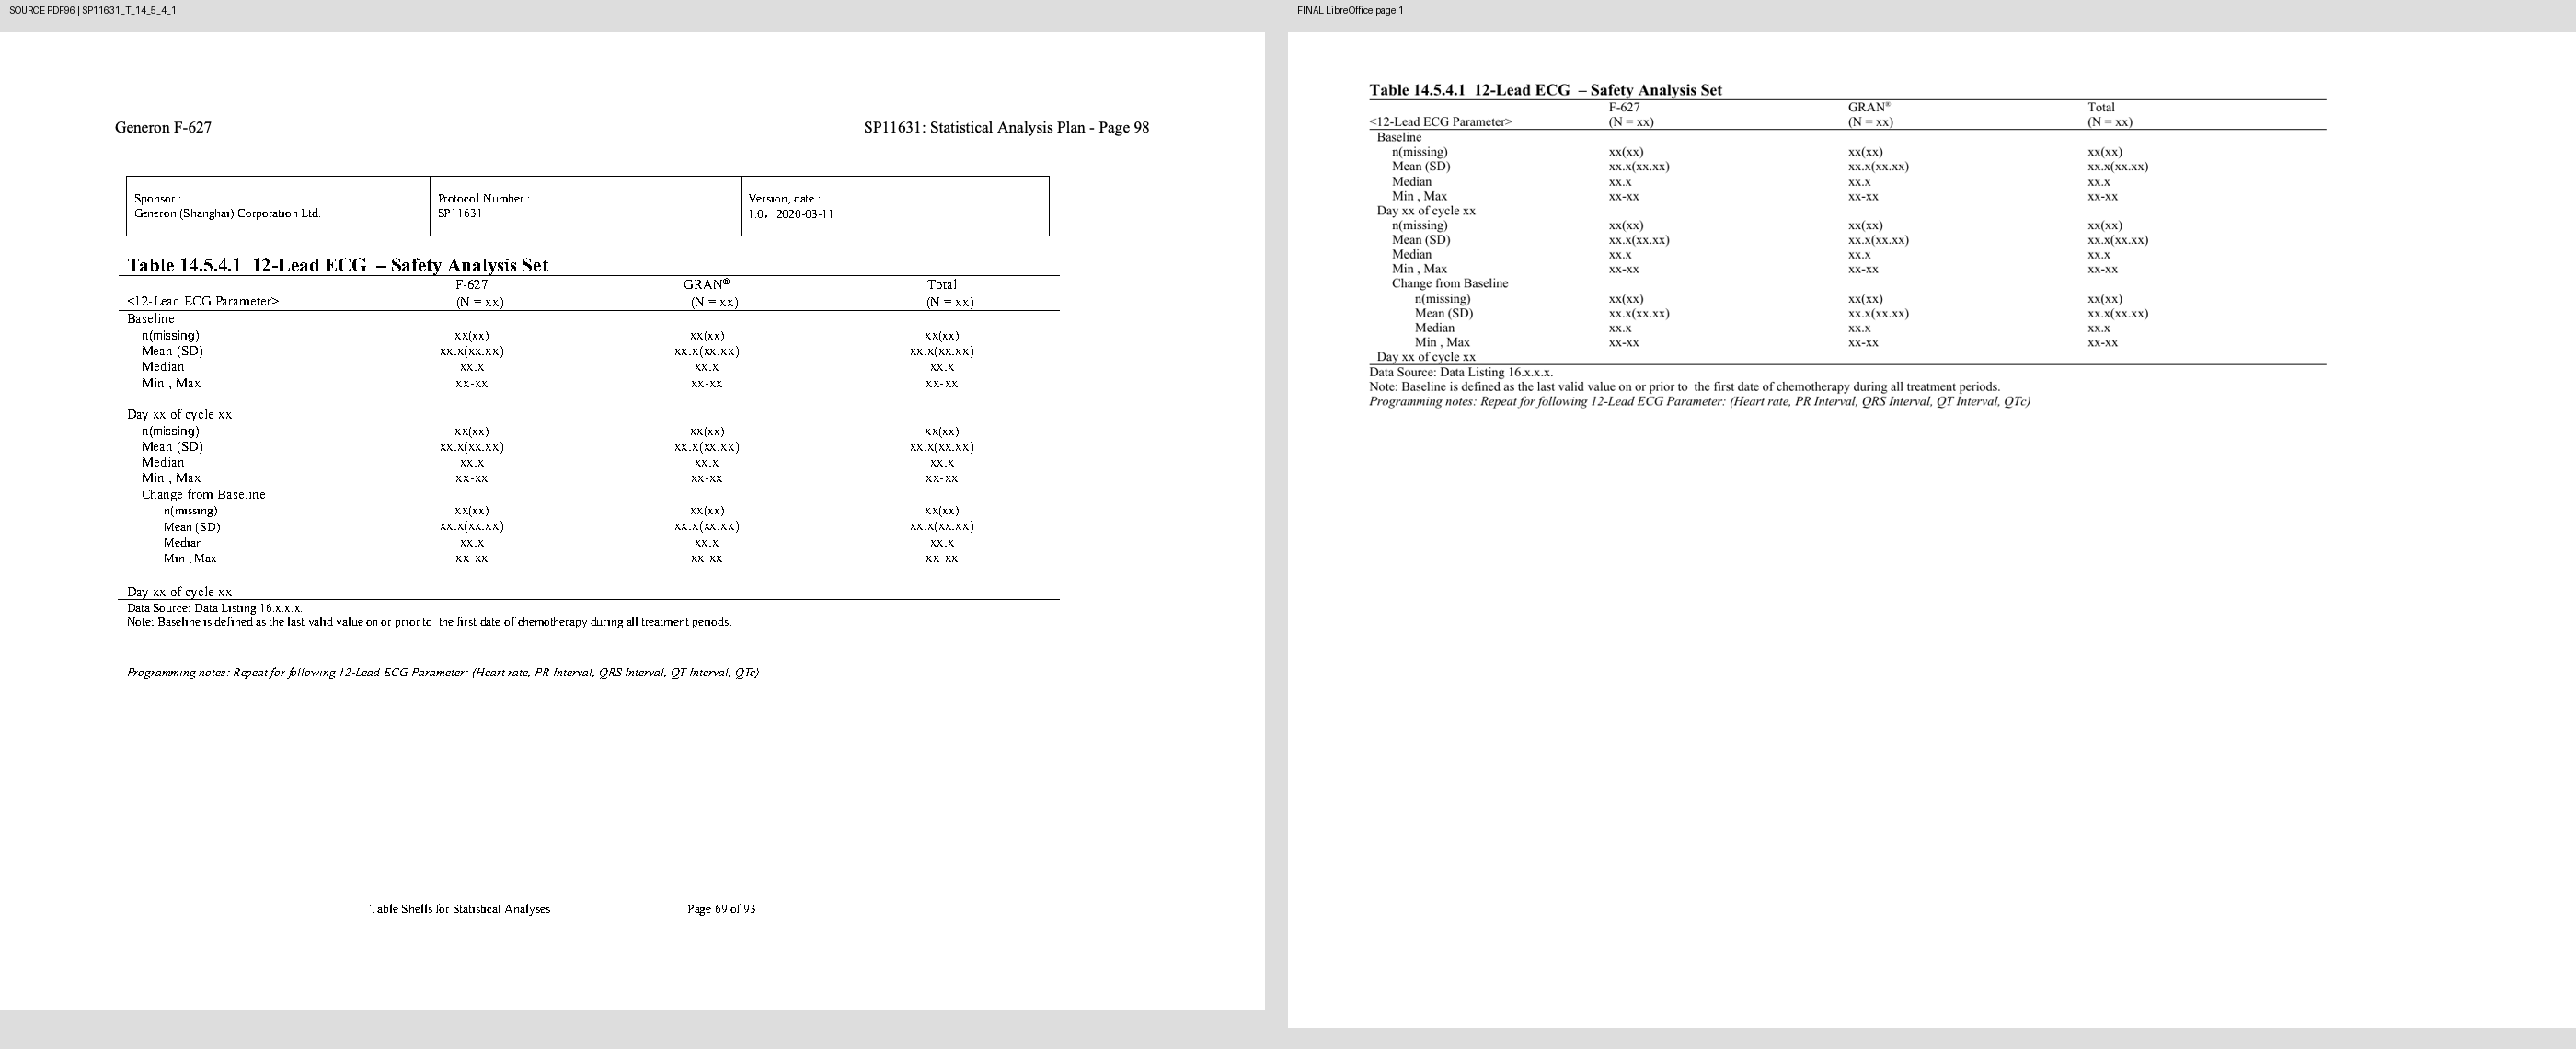 SOURCE PDF96 | SP11631_T_14_5_4_1
Generon F-627 SP11631: Statistical Analysis Plan - Page 98
Sponsor : Protocol Number : Version, date :
Generon (Shanghai) Corporation Ltd. SP11631 1.0，2020-03-11
Table 14.5.4.1  12-Lead ECG  – Safety Analysis Set
F-627 GRAN® Total
<12-Lead ECG Parameter> (N = xx) (N = xx) (N = xx)
Baseline
n(missing) xx(xx) xx(xx) xx(xx)
Mean (SD) xx.x(xx.xx) xx.x(xx.xx) xx.x(xx.xx)
Median xx.x xx.x xx.x
Min , Max xx-xx xx-xx xx-xx
Day xx of cycle xx
n(missing) xx(xx) xx(xx) xx(xx)
Mean (SD) xx.x(xx.xx) xx.x(xx.xx) xx.x(xx.xx)
Median xx.x xx.x xx.x
Min , Max xx-xx xx-xx xx-xx
Change from Baseline
n(missing) xx(xx) xx(xx) xx(xx)
Mean (SD) xx.x(xx.xx) xx.x(xx.xx) xx.x(xx.xx)
Median xx.x xx.x xx.x
Min , Max xx-xx xx-xx xx-xx
Day xx of cycle xx
Data Source: Data Listing 16.x.x.x.
Note: Baseline is defined as the last valid value on or prior to  the first date of chemotherapy during all treatment periods.
Programming notes: Repeat for following 12-Lead ECG Parameter: (Heart rate, PR Interval, QRS Interval, QT Interval, QTc)
Table Shells for Statistical Analyses Page 69 of 93
FINAL LibreOffice page 1
Table 14.5.4.1  12-Lead ECG  – Safety Analysis Set
F-627 GRAN® Total
<12-Lead ECG Parameter> (N = xx) (N = xx) (N = xx)
Baseline
n(missing) xx(xx) xx(xx) xx(xx)
Mean (SD) xx.x(xx.xx) xx.x(xx.xx) xx.x(xx.xx)
Median xx.x xx.x xx.x
Min , Max xx-xx xx-xx xx-xx
Day xx of cycle xx
n(missing) xx(xx) xx(xx) xx(xx)
Mean (SD) xx.x(xx.xx) xx.x(xx.xx) xx.x(xx.xx)
Median xx.x xx.x xx.x
Min , Max xx-xx xx-xx xx-xx
Change from Baseline
n(missing) xx(xx) xx(xx) xx(xx)
Mean (SD) xx.x(xx.xx) xx.x(xx.xx) xx.x(xx.xx)
Median xx.x xx.x xx.x
Min , Max xx-xx xx-xx xx-xx
Day xx of cycle xx
Data Source: Data Listing 16.x.x.x.
Note: Baseline is defined as the last valid value on or prior to  the first date of chemotherapy during all treatment periods.
Programming notes: Repeat for following 12-Lead ECG Parameter: (Heart rate, PR Interval, QRS Interval, QT Interval, QTc)